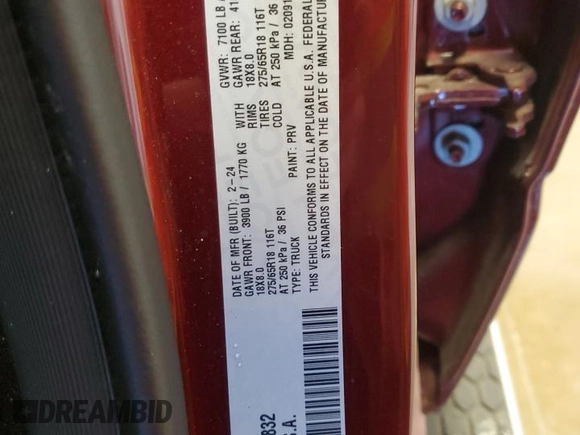 DATE OF MFR (BUILT): 2-24
GVWR: 7100 LB
GAWR FRONT: 3900 LB / 1770 KG WITH
GAWR REAR: 41
18X8.0 RIMS
18X8.0
275/65R18 116T TIRES
275/65R18 116T
AT 250 kPa / 36 PSI COLD
AT 250 kPa / 36
TYPE: TRUCK PAINT: PRV MDH: 02091
THIS VEHICLE CONFORMS TO ALL APPLICABLE U.S.A. FEDERAL
STANDARDS IN EFFECT ON THE DATE OF MANUFACTUR
832
S.A.
DREAMBID